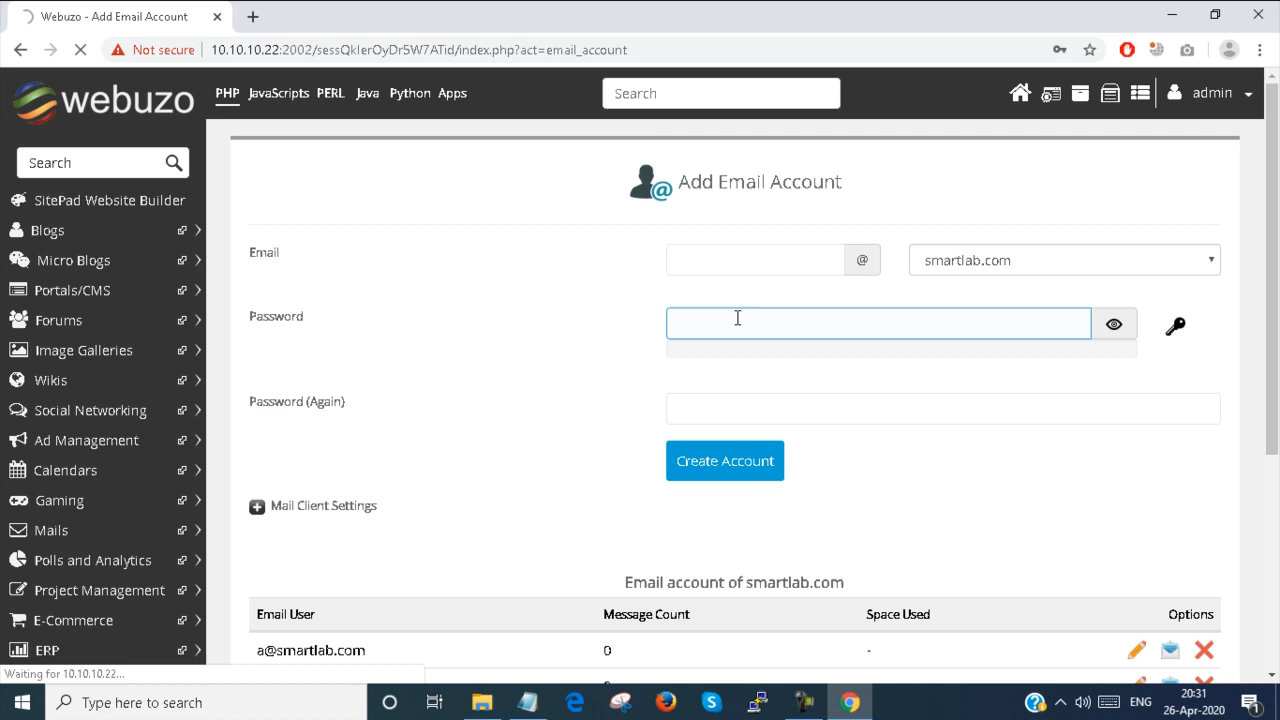 Webuzo - Add Email Account
Not secure 10.10.10.22:2002/sessQkIerOyDr5W7ATid/index.php?act=email_account
webuzo
PHP JavaScripts PERL Java Python Apps
Search
admin
Search
SitePad Website Builder
Blogs
Micro Blogs
Portals/CMS
Forums
Image Galleries
Wikis
Social Networking
Ad Management
Calendars
Gaming
Mails
Polls and Analytics
Project Management
E-Commerce
ERP
Add Email Account
Email @ smartlab.com
Password
Password (Again)
Create Account
Mail Client Settings
Email account of smartlab.com
Email User Message Count Space Used Options
a@smartlab.com 0 -
Waiting for 10.10.10.22...
Type here to search
ENG
20:31
26-Apr-2020
1